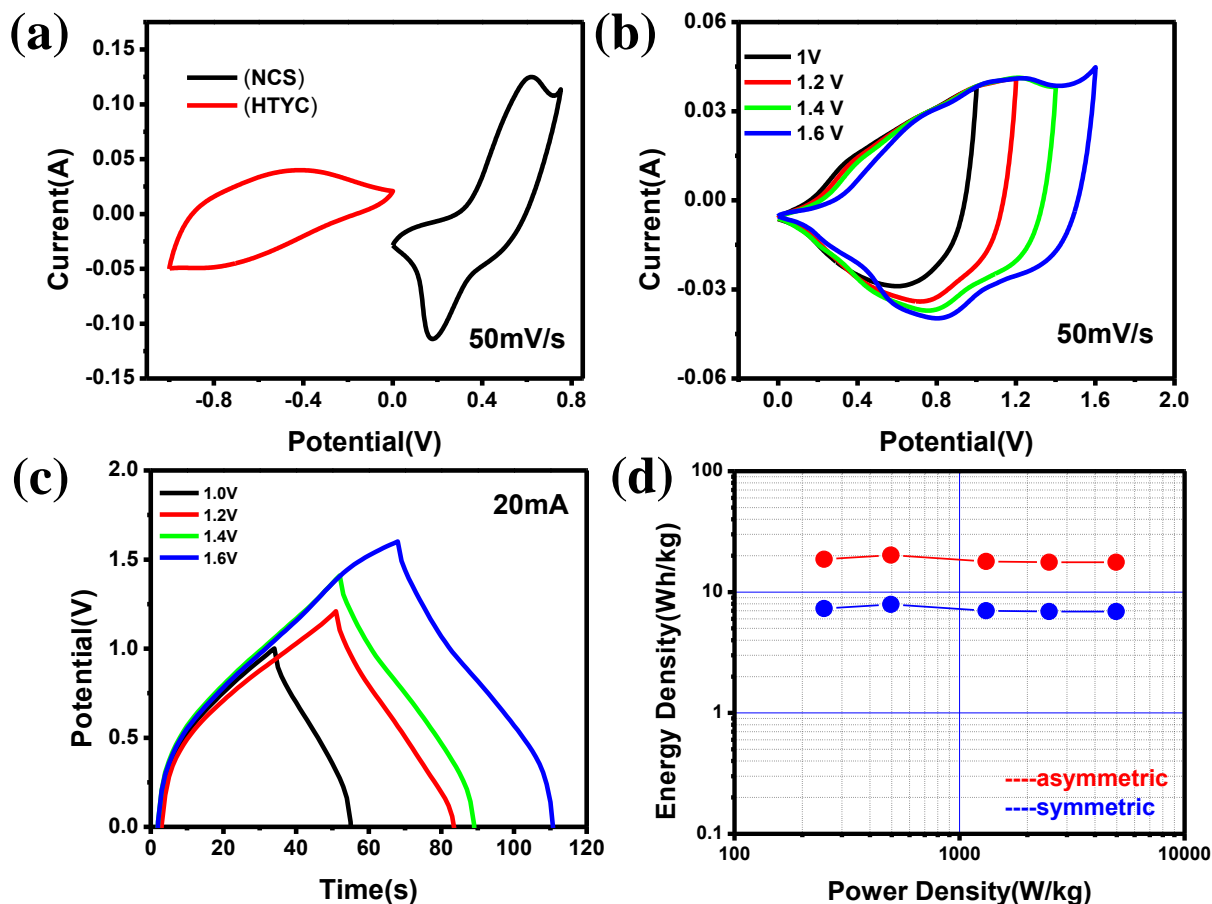 (a)
0.15
0.10
0.05
0.00
-0.05
-0.10
-0.15
Current(A)
(NCS)
(HTYC)
50mV/s
-0.8
-0.4
0.0
0.4
0.8
Potential(V)
(b)
0.06
0.03
0.00
-0.03
-0.06
Current(A)
1V
1.2 V
1.4 V
1.6 V
50mV/s
0.0
0.4
0.8
1.2
1.6
2.0
Potential(V)
(c)
2.0
1.5
1.0
0.5
0.0
Potential(V)
1.0V
1.2V
1.4V
1.6V
20mA
0
20
40
60
80
100
120
Time(s)
(d)
100
10
1
0.1
Energy Density(Wh/kg)
----asymmetric
----symmetric
100
1000
10000
Power Density(W/kg)